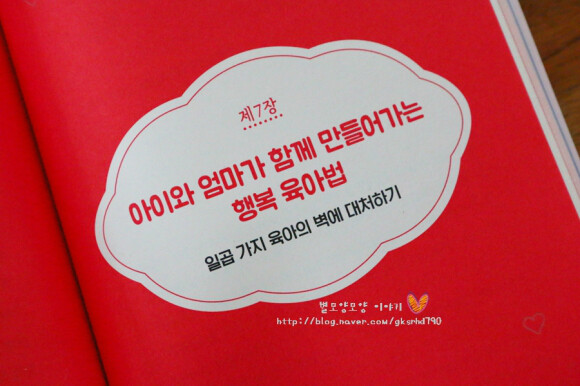 제7장
아이와 엄마가 함께 만들어가는
행복 육아법
일곱 가지 육아의 벽에 대처하기
별모양모양 이야기
http://blog.naver.com/gksrhd790